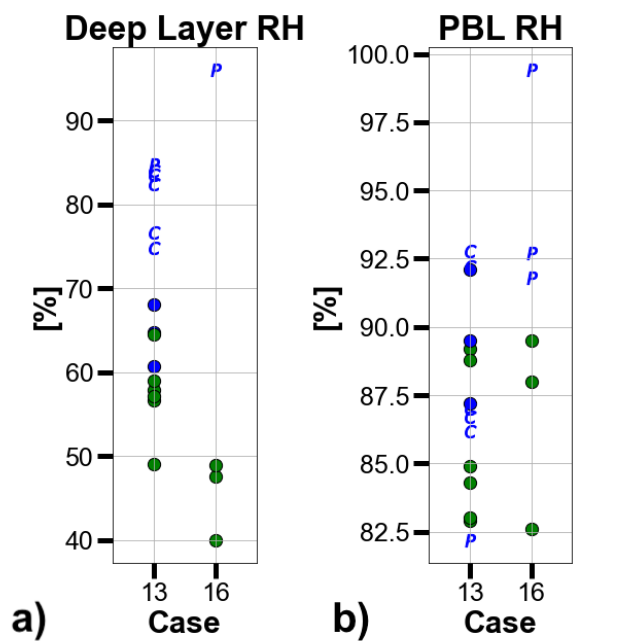 Deep Layer RH
PBL RH
[%]
90
80
70
60
50
40
P
P
C
C
C
C
13
16
Case
a)
[%]
100.0
97.5
95.0
92.5
90.0
87.5
85.0
82.5
P
C
P
P
C
C
P
13
16
Case
b)